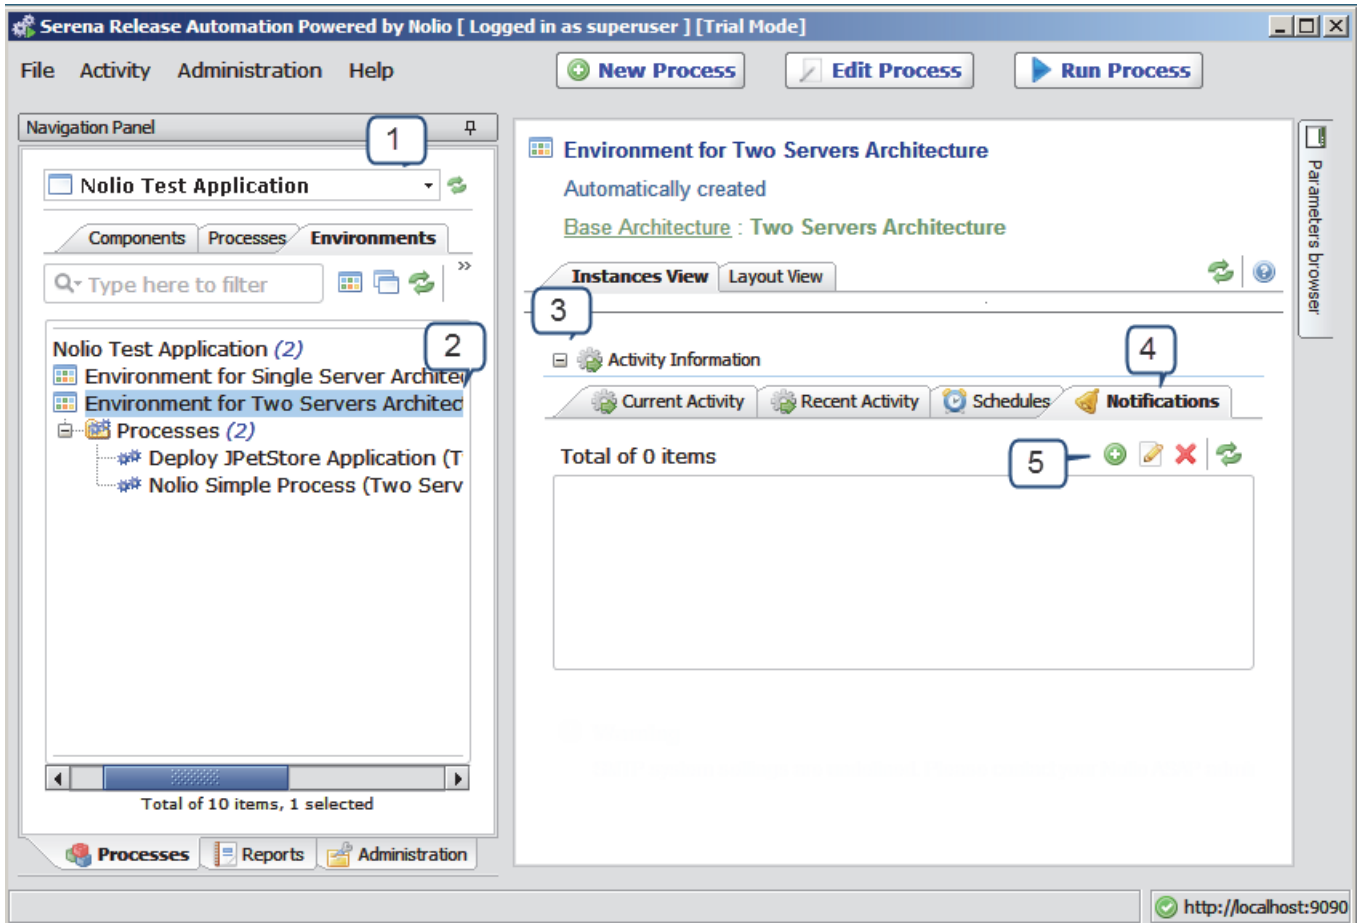 Serena Release Automation Powered by Nolio [ Logged in as superuser ] [Trial Mode]
File Activity Administration Help
New Process Edit Process Run Process
Navigation Panel
1
Nolio Test Application
Components Processes Environments
Type here to filter
»
2
Nolio Test Application (2)
Environment for Single Server Architec
Environment for Two Servers Architec
Processes (2)
Deploy JPetStore Application (T
Nolio Simple Process (Two Serv
Total of 10 items, 1 selected
Processes Reports Administration
Environment for Two Servers Architecture
Automatically created
Base Architecture : Two Servers Architecture
Instances View Layout View
3
Activity Information
4
Current Activity Recent Activity Schedules Notifications
Total of 0 items
5
Parameters browser
http://localhost:9090